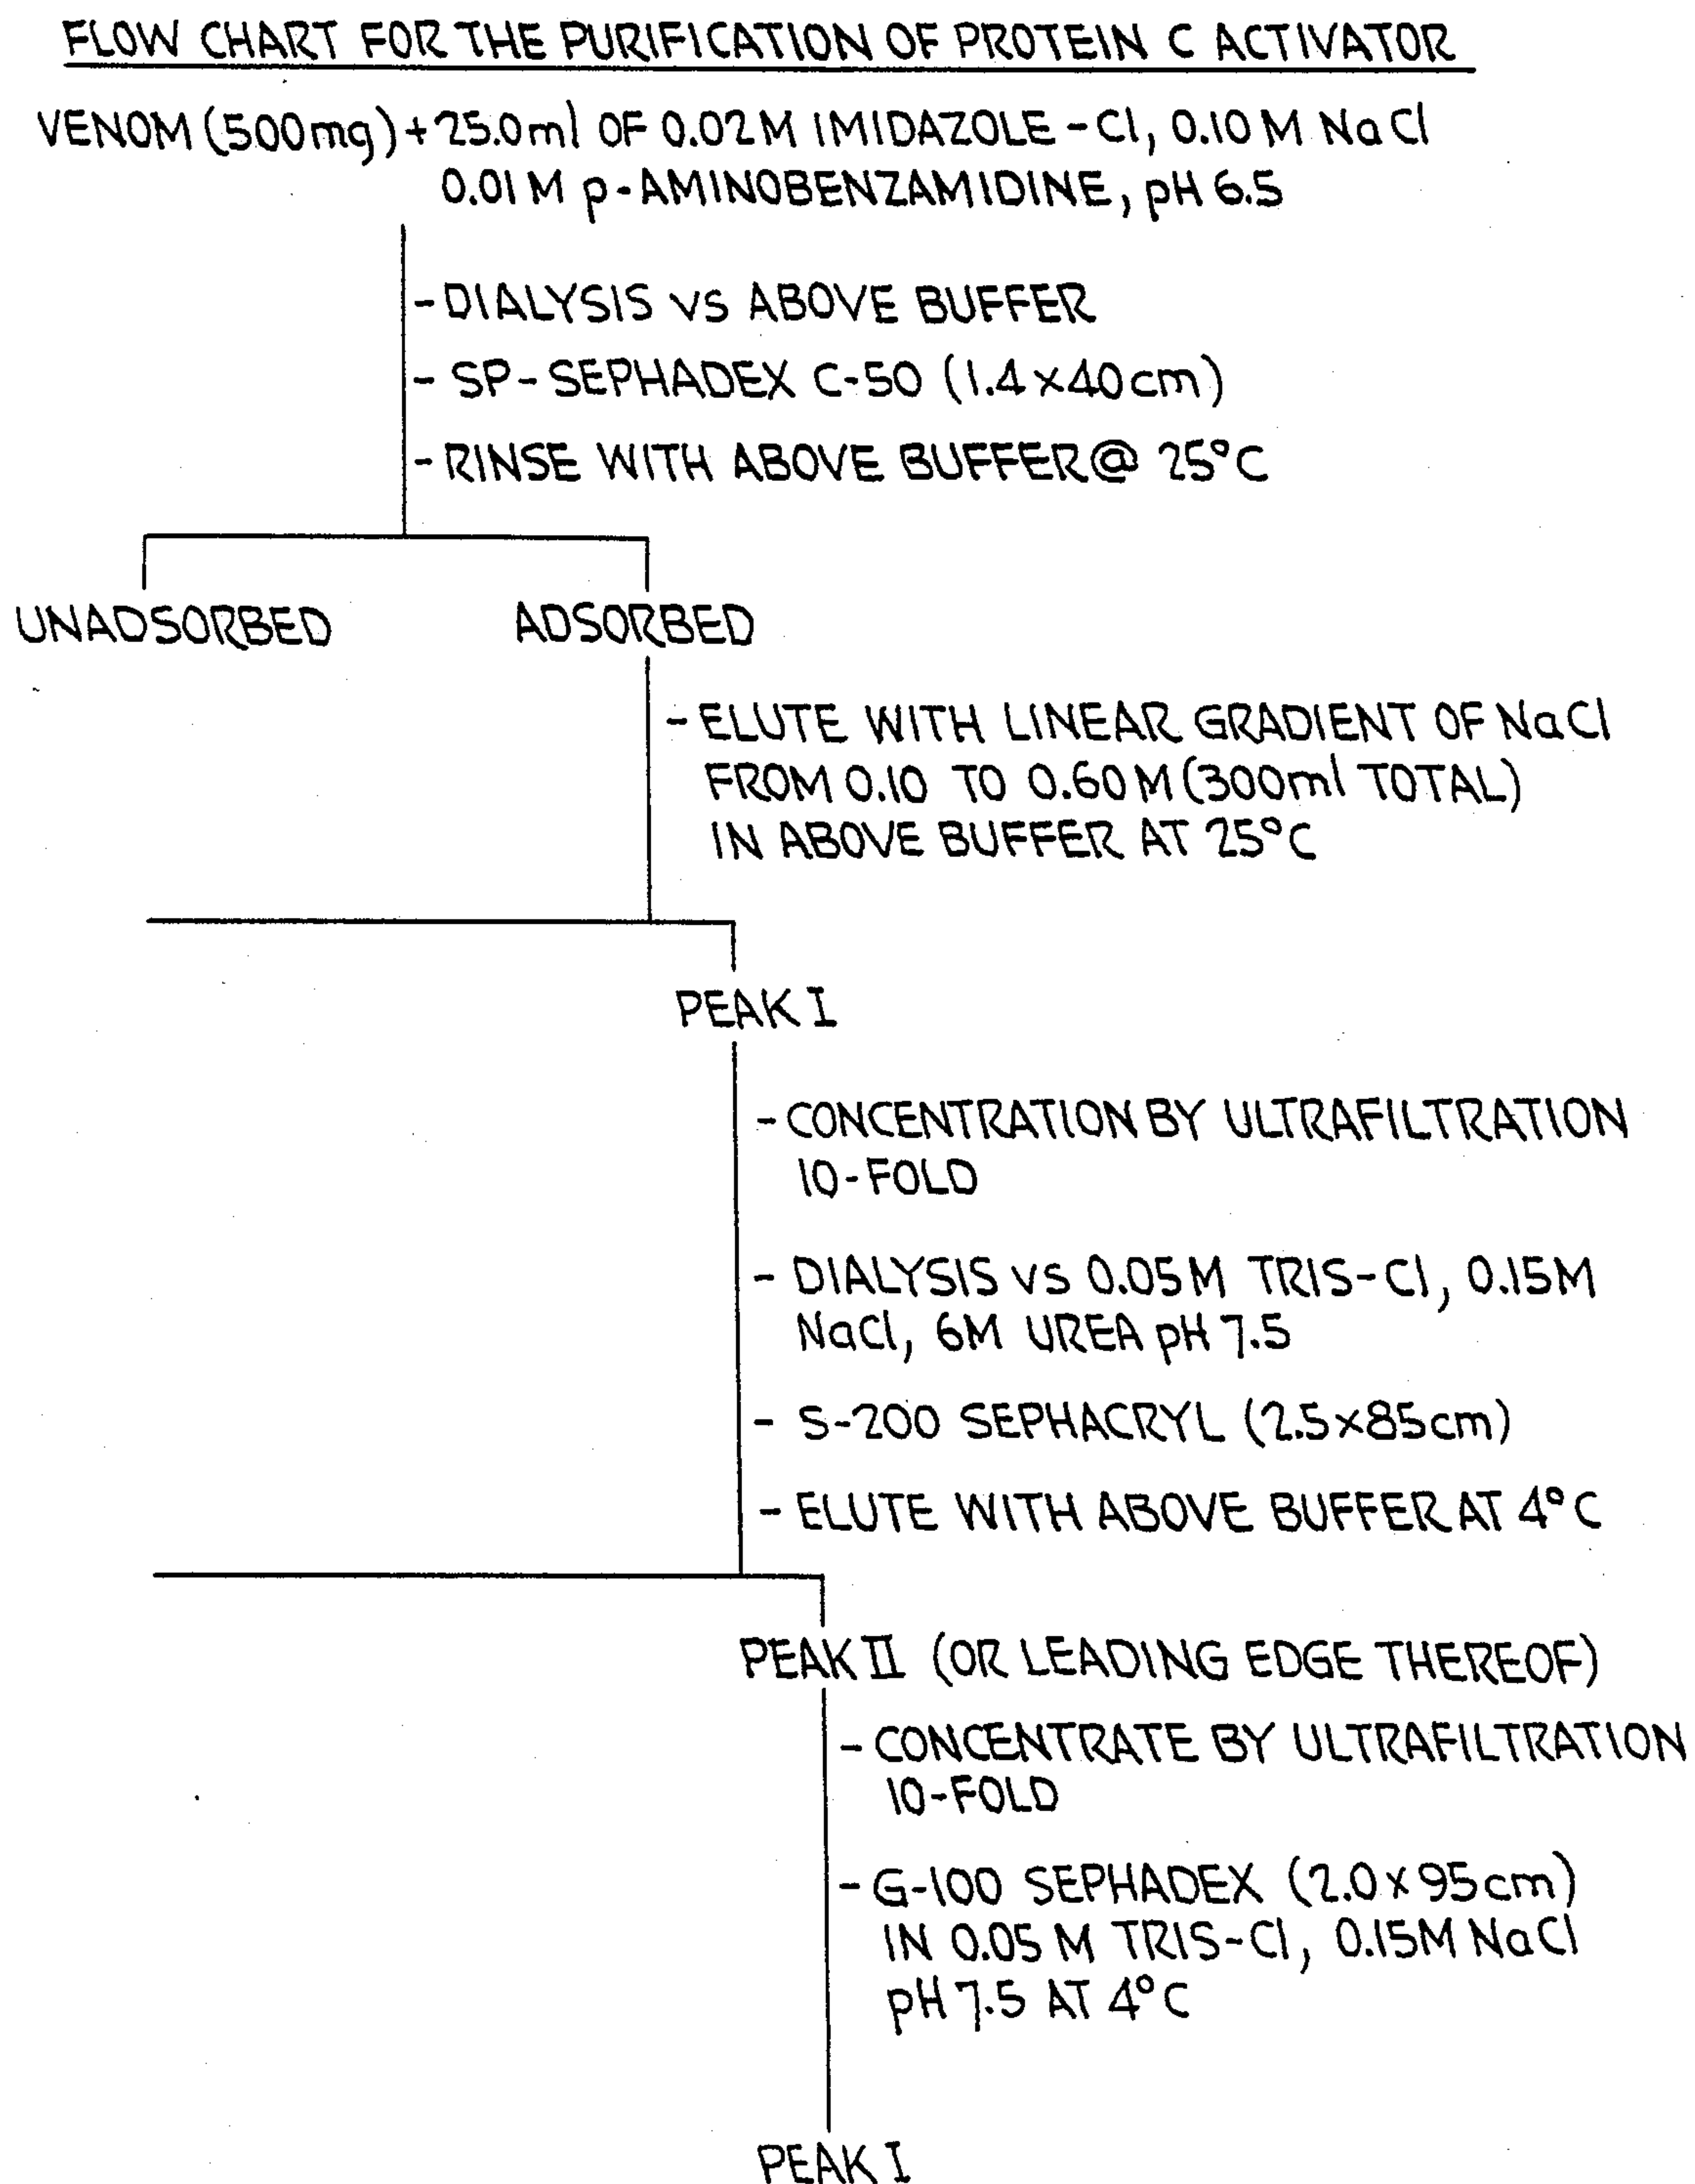 FLOW CHART FOR THE PURIFICATION OF PROTEIN C ACTIVATOR
VENOM (500mg) + 25.0ml OF 0.02M IMIDAZOLE-Cl, 0.10M NaCl
0.01M p-AMINOBENZAMIDINE, pH 6.5
- DIALYSIS vs ABOVE BUFFER
- SP-SEPHADEX C-50 (1.4×40cm)
- RINSE WITH ABOVE BUFFER @ 25°C
UNADSORBED ADSORBED
- ELUTE WITH LINEAR GRADIENT OF NaCl
FROM 0.10 TO 0.60M (300ml TOTAL)
IN ABOVE BUFFER AT 25°C
PEAK I
- CONCENTRATION BY ULTRAFILTRATION
10-FOLD
- DIALYSIS vs 0.05M TRIS-Cl, 0.15M
NaCl, 6M UREA pH 7.5
- S-200 SEPHACRYL (2.5×85cm)
- ELUTE WITH ABOVE BUFFER AT 4°C
PEAK II (OR LEADING EDGE THEREOF)
- CONCENTRATE BY ULTRAFILTRATION
10-FOLD
- G-100 SEPHADEX (2.0×95cm)
IN 0.05M TRIS-Cl, 0.15M NaCl
pH 7.5 AT 4°C
PEAK I